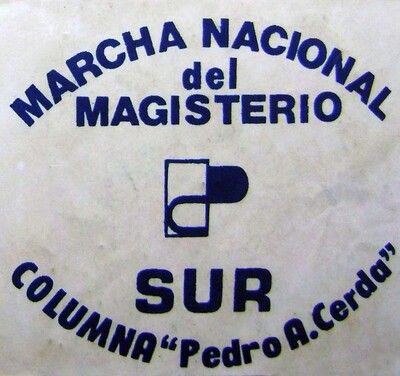 MARCHA NACIONAL
del
MAGISTERIO
SUR
COLUMNA "Pedro A. Cerda"